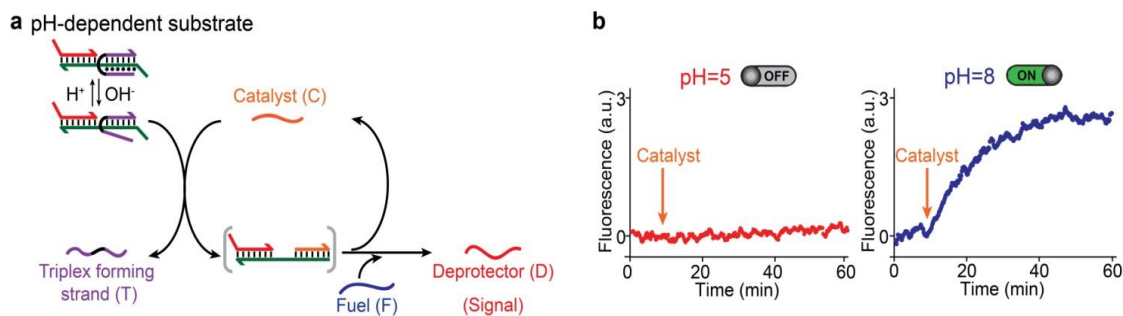 a pH-dependent substrate
H⁺ OH⁻
Catalyst (C)
Triplex forming
strand (T)
Fuel (F)
Deprotector (D)
(Signal)
b
pH=5 OFF
Fluorescence (a.u.)
3
0
Catalyst
0 20 40 60
Time (min)
pH=8 ON
Fluorescence (a.u.)
3
0
Catalyst
0 20 40 60
Time (min)